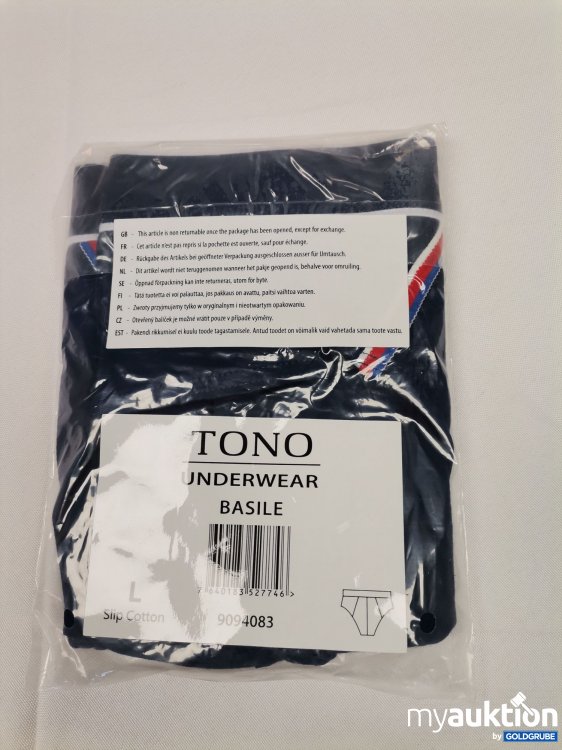 GB - This article is non returnable once the package has been opened, except for exchange.
FR - Cet article n'est pas repris si la pochette est ouverte, sauf pour échange.
DE - Rückgabe des Artikels bei geöffneter Verpackung ausgeschlossen ausser für Umtausch.
NL - Dit artikel wordt niet teruggenomen wanneer het pakje geopend is, behalve voor omruiling.
SE - Öppnad förpackning kan inte returneras, utom för byte.
FI - Tätä tuotetta ei voi palauttaa, jos pakkaus on avattu, paitsi vaihtoa varten.
PL - Zwroty przyjmujemy tylko w oryginalnym i nieotwartym opakowaniu.
CZ - Otevřený balíček je možné vrátit pouze v případě výměny.
EST - Pakendi rikkumisel ei kuulu toode tagastamisele. Antud toodet on võimalik vaid vahetada sama toote vastu.
TONO
UNDERWEAR
BASILE
7 640183 527746 >
L
Slip Cotton
9094083
myauktion
by GOLDGRUBE